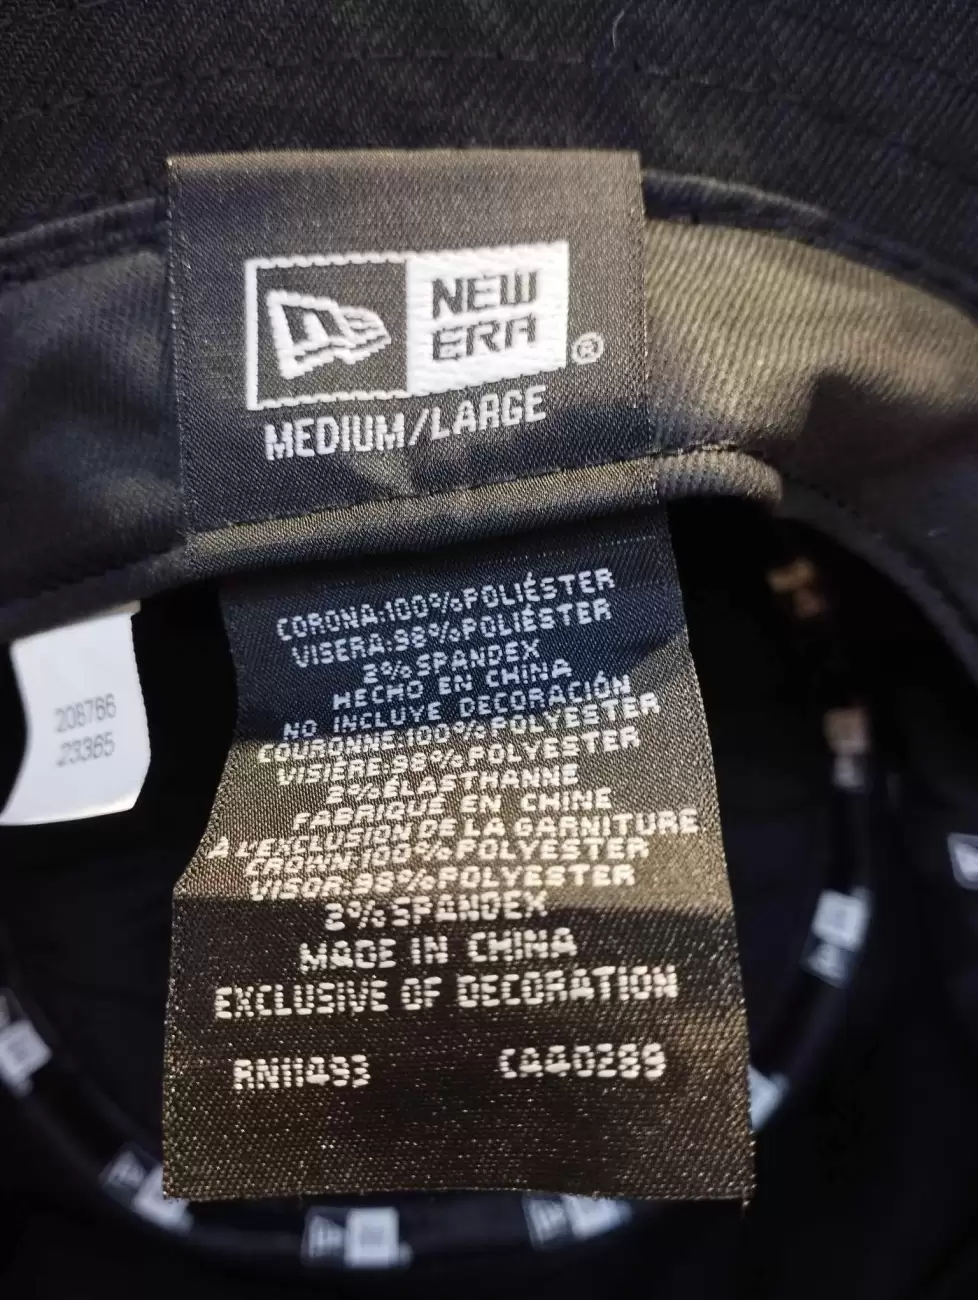 NEW
ERA
®
MEDIUM/LARGE
CORONA:100%POLIÉSTER
VISERA:98%POLIÉSTER
2%SPANDEX
HECHO EN CHINA
NO INCLUYE DECORACIÓN
COURONNE:100%POLYESTER
VISIÈRE:98%POLYESTER
2%ÉLASTHANNE
FABRIQUÉ EN CHINE
À L'EXCLUSION DE LA GARNITURE
CROWN:100%POLYESTER
VISOR:98%POLYESTER
2%SPANDEX
MADE IN CHINA
EXCLUSIVE OF DECORATION
RN11493 CA40289
208766
23365